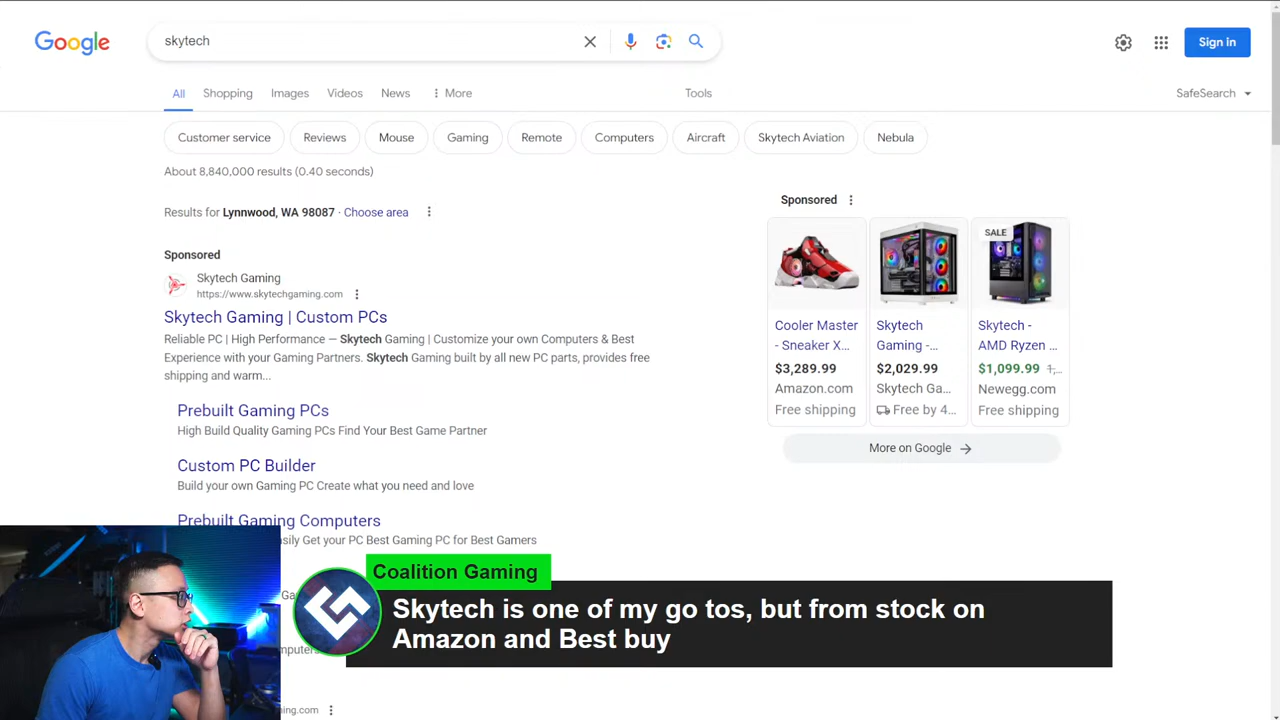 Google
skytech
Sign in
All
Shopping
Images
Videos
News
More
Tools
SafeSearch
Customer service
Reviews
Mouse
Gaming
Remote
Computers
Aircraft
Skytech Aviation
Nebula
About 8,840,000 results (0.40 seconds)
Results for Lynnwood, WA 98087 · Choose area
Sponsored
Skytech Gaming
https://www.skytechgaming.com
Skytech Gaming | Custom PCs
Reliable PC | High Performance — Skytech Gaming | Customize your own Computers & Best
Experience with your Gaming Partners. Skytech Gaming built by all new PC parts, provides free
shipping and warm...
Prebuilt Gaming PCs
High Build Quality Gaming PCs Find Your Best Game Partner
Custom PC Builder
Build your own Gaming PC Create what you need and love
Prebuilt Gaming Computers
Get your PC Best Gaming PC for Best Gamers
Sponsored
Cooler Master
- Sneaker X...
$3,289.99
Amazon.com
Free shipping
Skytech
Gaming -...
$2,029.99
Skytech Ga...
Free by 4...
SALE
Skytech -
AMD Ryzen ...
$1,099.99
Newegg.com
Free shipping
More on Google
Coalition Gaming
Skytech is one of my go tos, but from stock on
Amazon and Best buy